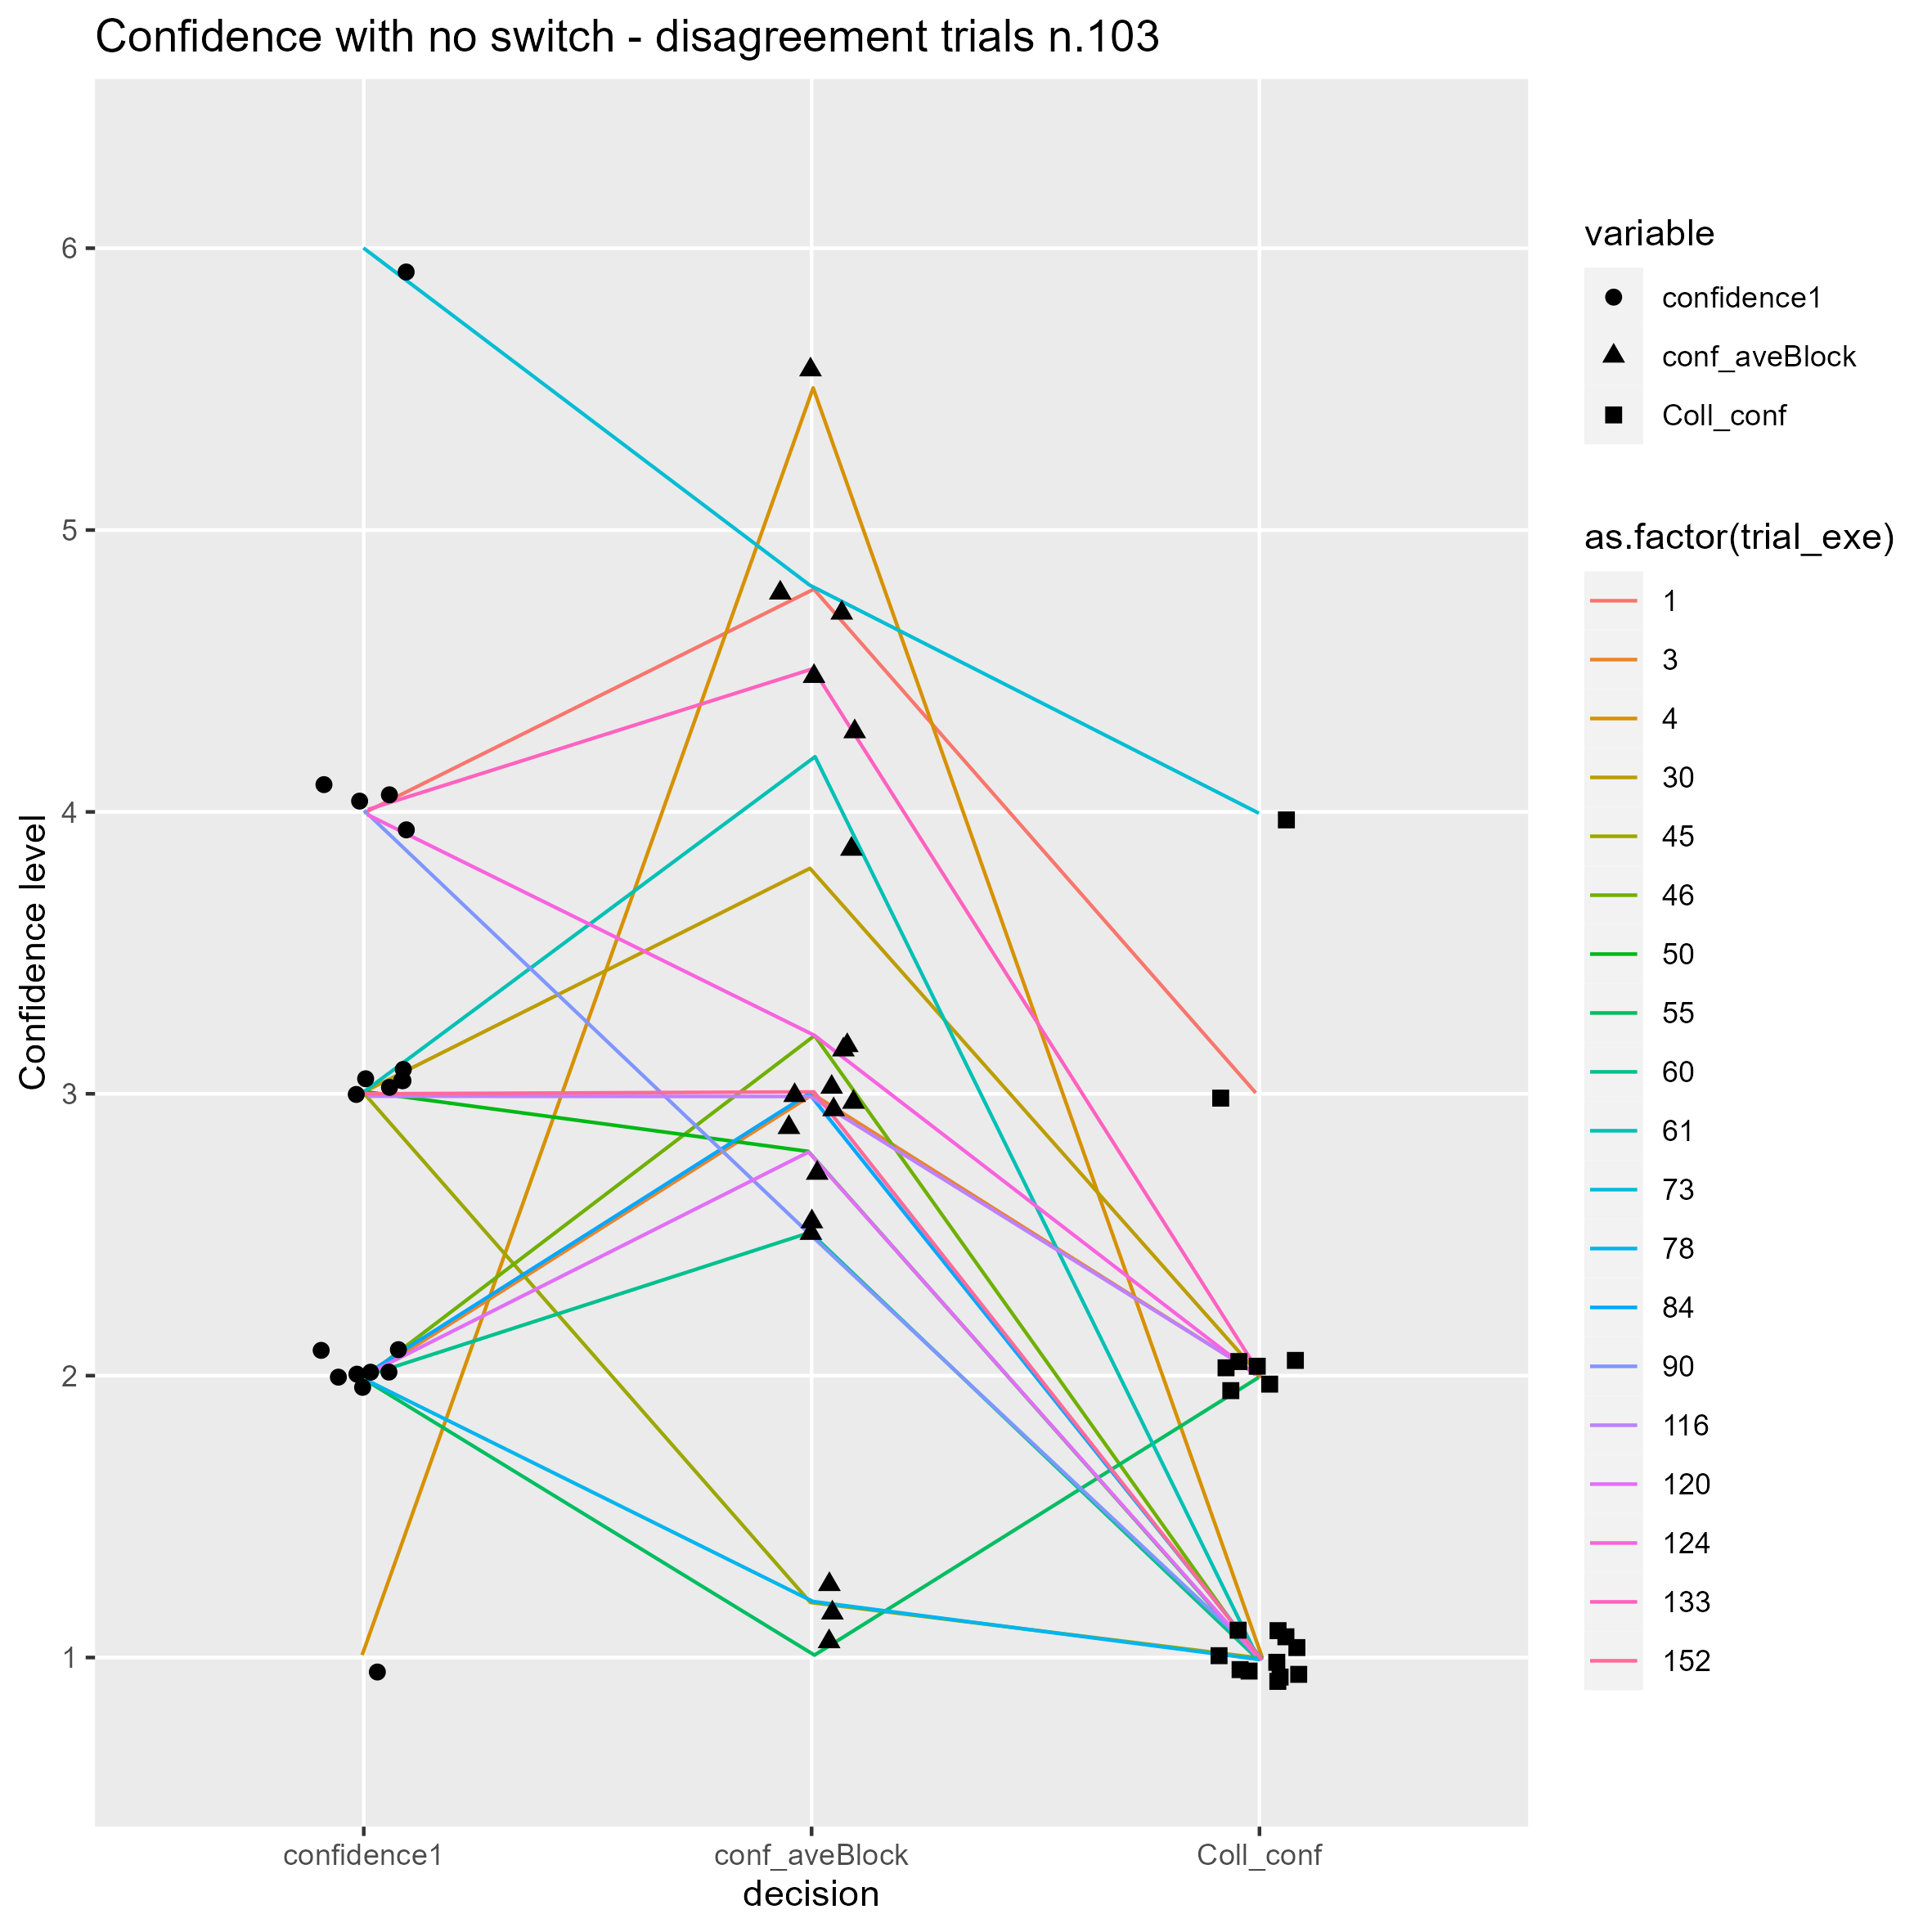 Confidence with no switch - disagreement trials n.103
Confidence level
6
5
4
3
2
1
confidence1
conf_aveBlock
Coll_conf
decision
variable
confidence1
conf_aveBlock
Coll_conf
as.factor(trial_exe)
1
3
4
30
45
46
50
55
60
61
73
78
84
90
116
120
124
133
152